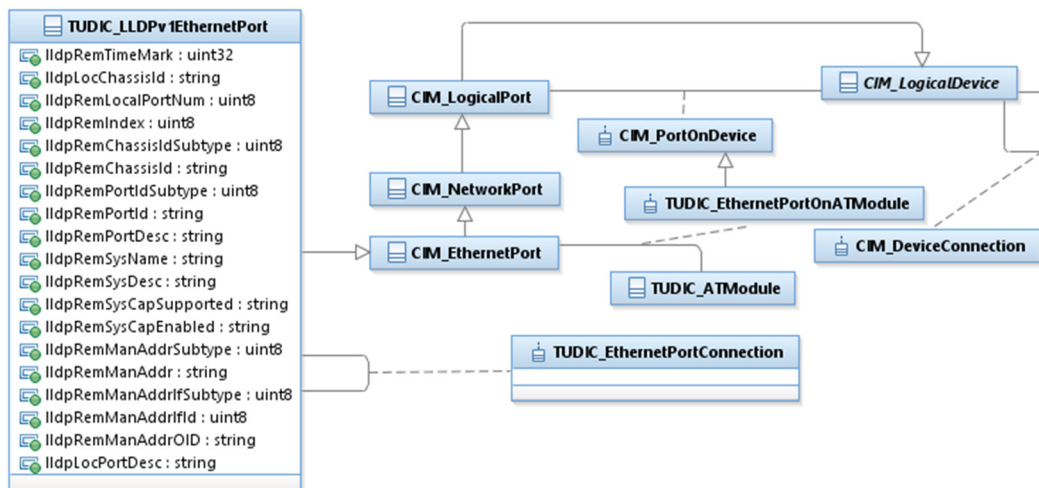 TUDIC_LLDPv1EthernetPort
lldpRemTimeMark : uint32
lldpLocChassisId : string
lldpRemLocalPortNum : uint8
lldpRemIndex : uint8
lldpRemChassisIdSubtype : uint8
lldpRemChassisId : string
lldpRemPortIdSubtype : uint8
lldpRemPortId : string
lldpRemPortDesc : string
lldpRemSysName : string
lldpRemSysDesc : string
lldpRemSysCapSupported : string
lldpRemSysCapEnabled : string
lldpRemManAddrSubtype : uint8
lldpRemManAddr : string
lldpRemManAddrIfSubtype : uint8
lldpRemManAddrIfId : uint8
lldpRemManAddrOID : string
lldpLocPortDesc : string
CIM_LogicalPort
CIM_LogicalDevice
CIM_PortOnDevice
CIM_NetworkPort
TUDIC_EthernetPortOnATModule
CIM_EthernetPort
CIM_DeviceConnection
TUDIC_ATModule
TUDIC_EthernetPortConnection